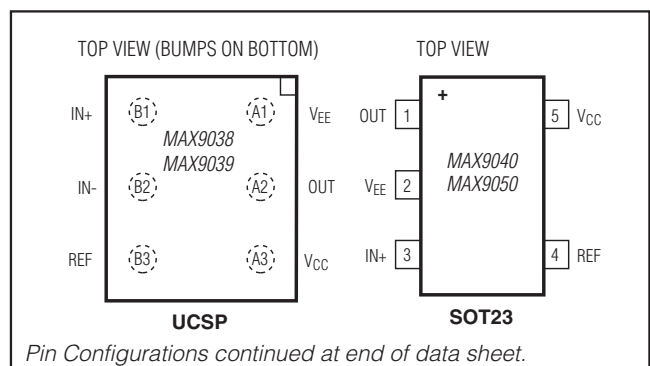 TOP VIEW (BUMPS ON BOTTOM)
TOP VIEW
IN+
B1
A1
VEE
MAX9038
MAX9039
IN-
B2
A2
OUT
REF
B3
A3
VCC
UCSP
+
OUT
1
5
VCC
MAX9040
MAX9050
VEE
2
IN+
3
4
REF
SOT23
Pin Configurations continued at end of data sheet.